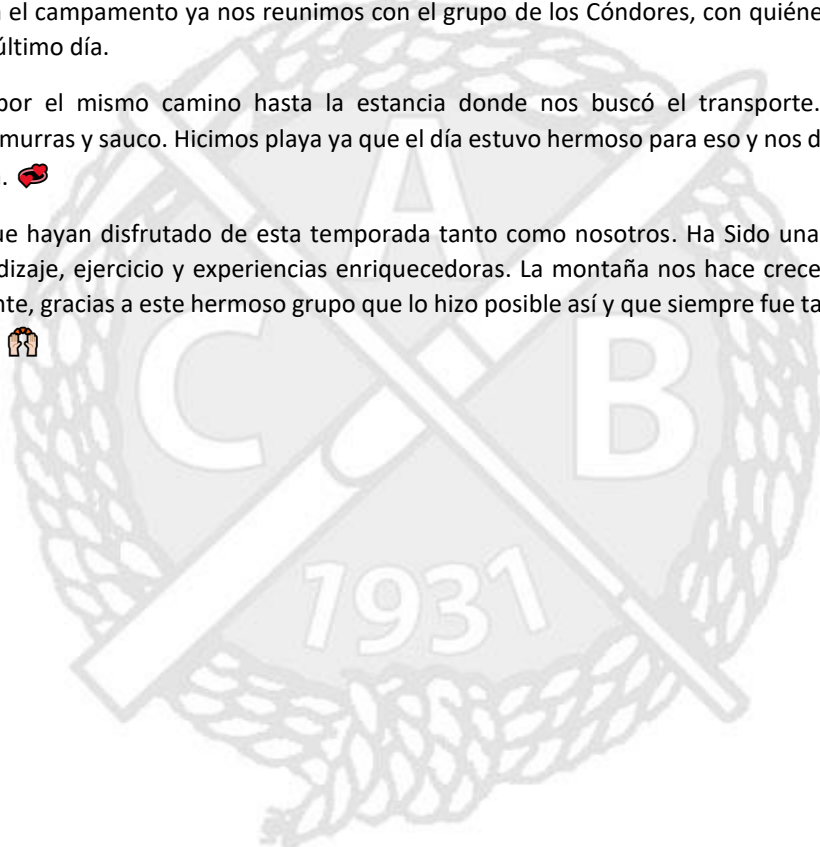 el campamento ya nos reunimos con el grupo de los Cóndores, con quiéne
último día.
por el mismo camino hasta la estancia donde nos buscó el transporte.
murras y sauco. Hicimos playa ya que el día estuvo hermoso para eso y nos d
ue hayan disfrutado de esta temporada tanto como nosotros. Ha Sido una
dizaje, ejercicio y experiencias enriquecedoras. La montaña nos hace crece
nte, gracias a este hermoso grupo que lo hizo posible así y que siempre fue ta
A
C B
1931